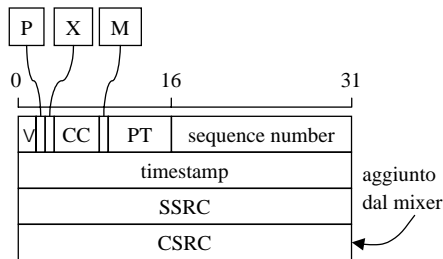 P X M
0 16 31
V CC PT sequence number
timestamp
SSRC
CSRC
aggiunto
dal mixer